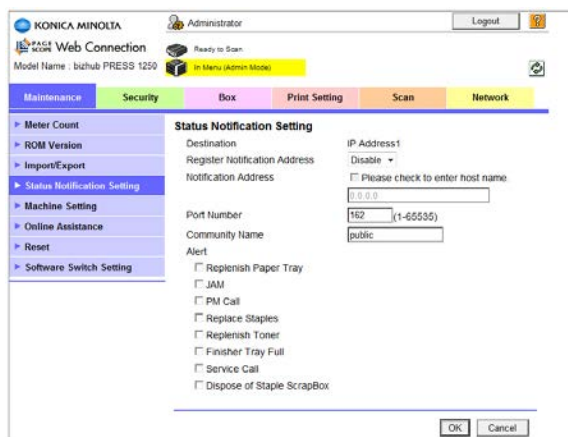 KONICA MINOLTA
Administrator
Logout
?
PAGE SCOPE Web Connection
Ready to Scan
Model Name : bizhub PRESS 1250
In Menu (Admin Mode)
Maintenance
Security
Box
Print Setting
Scan
Network
Meter Count
ROM Version
Import/Export
Status Notification Setting
Machine Setting
Online Assistance
Reset
Software Switch Setting
Status Notification Setting
Destination IP Address1
Register Notification Address Disable
Notification Address Please check to enter host name
0.0.0.0
Port Number 162 (1-65535)
Community Name public
Alert
Replenish Paper Tray
JAM
PM Call
Replace Staples
Replenish Toner
Finisher Tray Full
Service Call
Dispose of Staple ScrapBox
OK Cancel